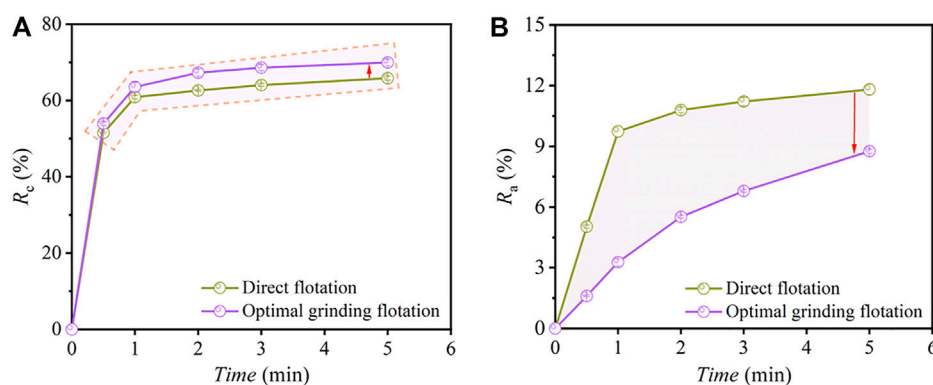 A
R_c (%)
80
60
40
20
0
0 1 2 3 4 5 6
Time (min)
Direct flotation
Optimal grinding flotation
B
R_a (%)
15
12
9
6
3
0
0 1 2 3 4 5 6
Time (min)
Direct flotation
Optimal grinding flotation